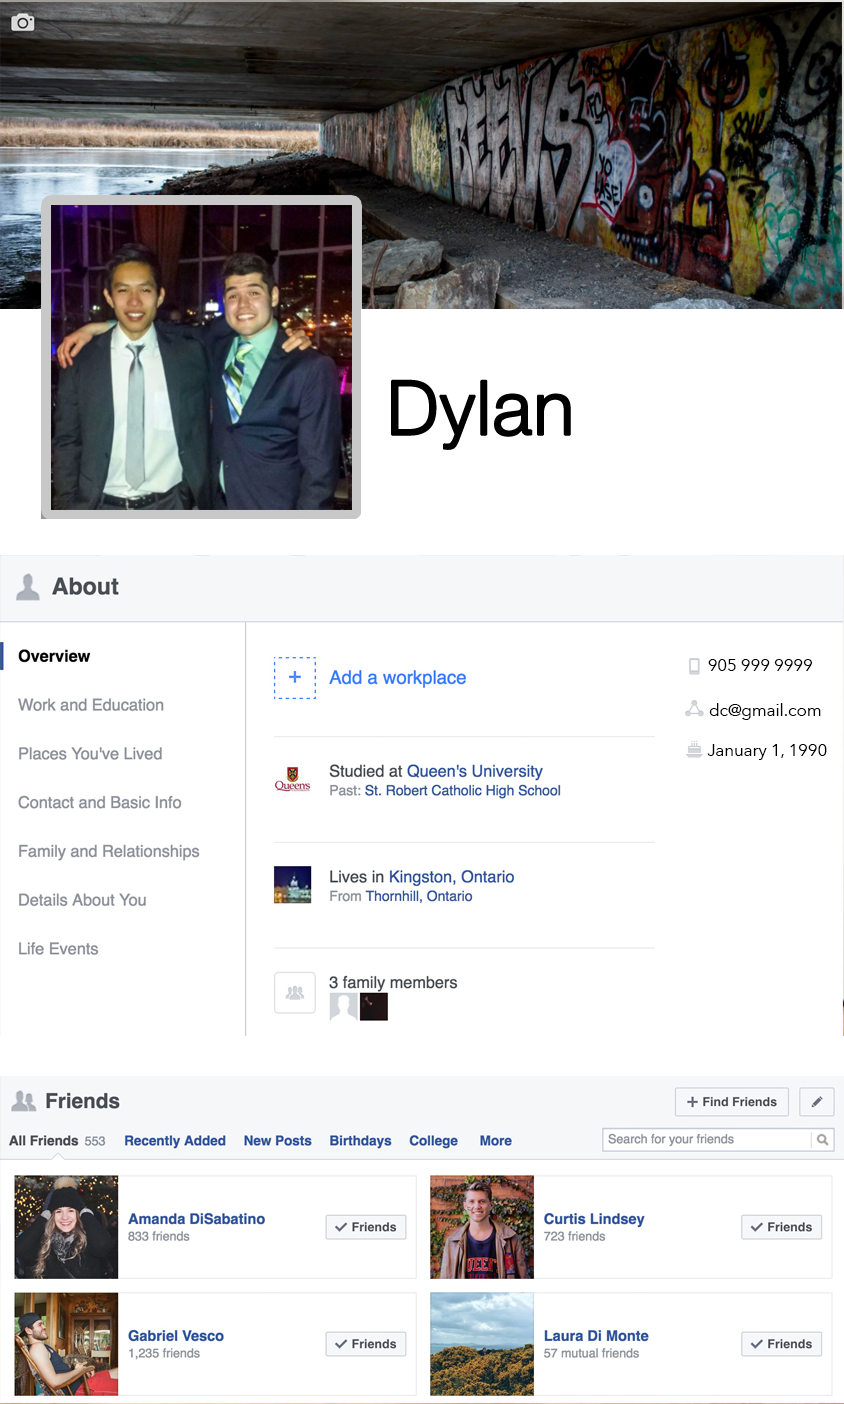 BEEVS
YO
Dylan
About
Overview
Work and Education
Places You've Lived
Contact and Basic Info
Family and Relationships
Details About You
Life Events
+ Add a workplace
Studied at Queen's University
Past: St. Robert Catholic High School
Queens
Lives in Kingston, Ontario
From Thornhill, Ontario
3 family members
905 999 9999
dc@gmail.com
January 1, 1990
Friends
+ Find Friends
All Friends 553 Recently Added New Posts Birthdays College More
Search for your friends
Amanda DiSabatino
833 friends
Friends
Curtis Lindsey
723 friends
Friends
Gabriel Vesco
1,235 friends
Friends
Laura Di Monte
57 mutual friends
Friends